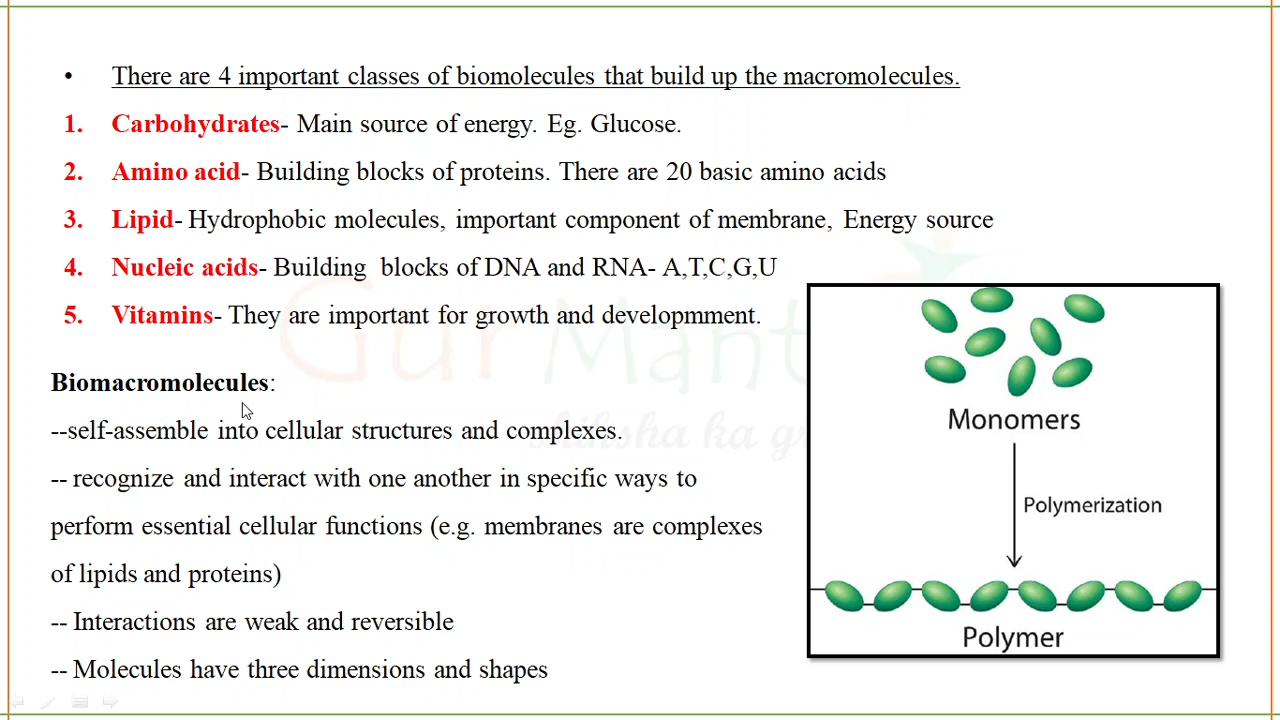 • There are 4 important classes of biomolecules that build up the macromolecules.
1. Carbohydrates- Main source of energy. Eg. Glucose.
2. Amino acid- Building blocks of proteins. There are 20 basic amino acids
3. Lipid- Hydrophobic molecules, important component of membrane, Energy source
4. Nucleic acids- Building blocks of DNA and RNA- A,T,C,G,U
5. Vitamins- They are important for growth and developmment.
Biomacromolecules:
--self-assemble into cellular structures and complexes.
-- recognize and interact with one another in specific ways to
perform essential cellular functions (e.g. membranes are complexes
of lipids and proteins)
-- Interactions are weak and reversible
-- Molecules have three dimensions and shapes
Monomers
Polymerization
Polymer